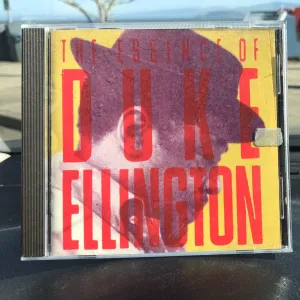 THE ESSENCE OF
DUKE
ELLINGTON